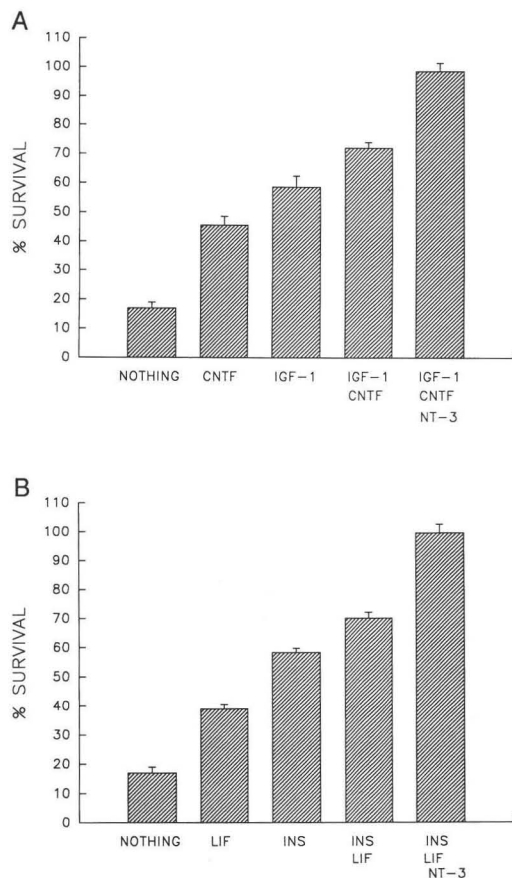 A
110
100
90
80
70
60
50
40
30
20
10
0
% SURVIVAL
NOTHING CNTF IGF-1 IGF-1 IGF-1
CNTF CNTF
NT-3
B
110
100
90
80
70
60
50
40
30
20
10
0
% SURVIVAL
NOTHING LIF INS INS INS
LIF LIF
NT-3